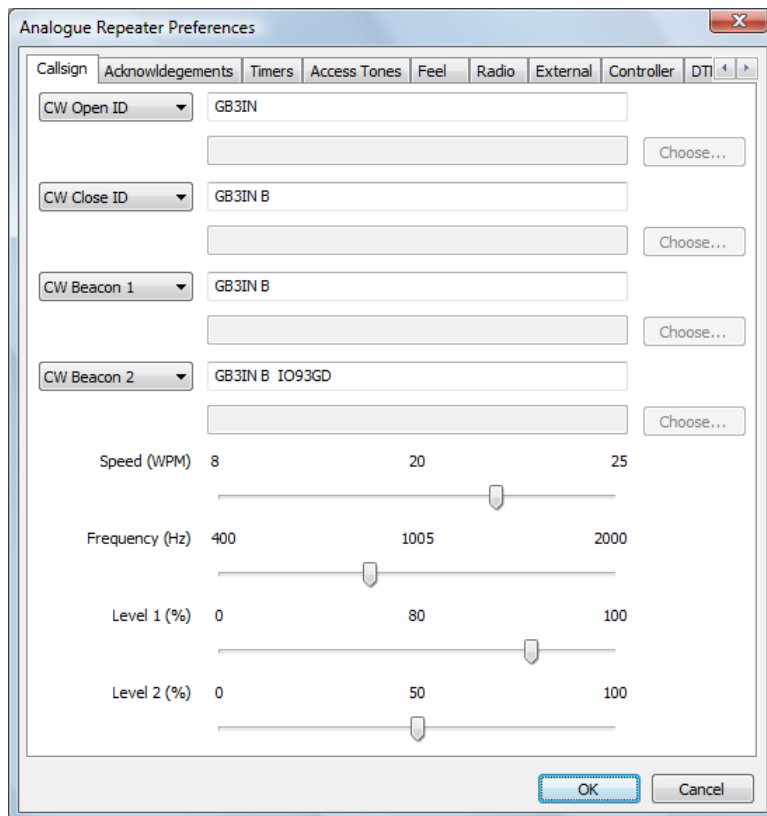 Analogue Repeater Preferences
Callsign Acknowldegements Timers Access Tones Feel Radio External Controller DTI
CW Open ID GB3IN
Choose...
CW Close ID GB3IN B
Choose...
CW Beacon 1 GB3IN B
Choose...
CW Beacon 2 GB3IN B  IO93GD
Choose...
Speed (WPM) 8 20 25
Frequency (Hz) 400 1005 2000
Level 1 (%) 0 80 100
Level 2 (%) 0 50 100
OK Cancel